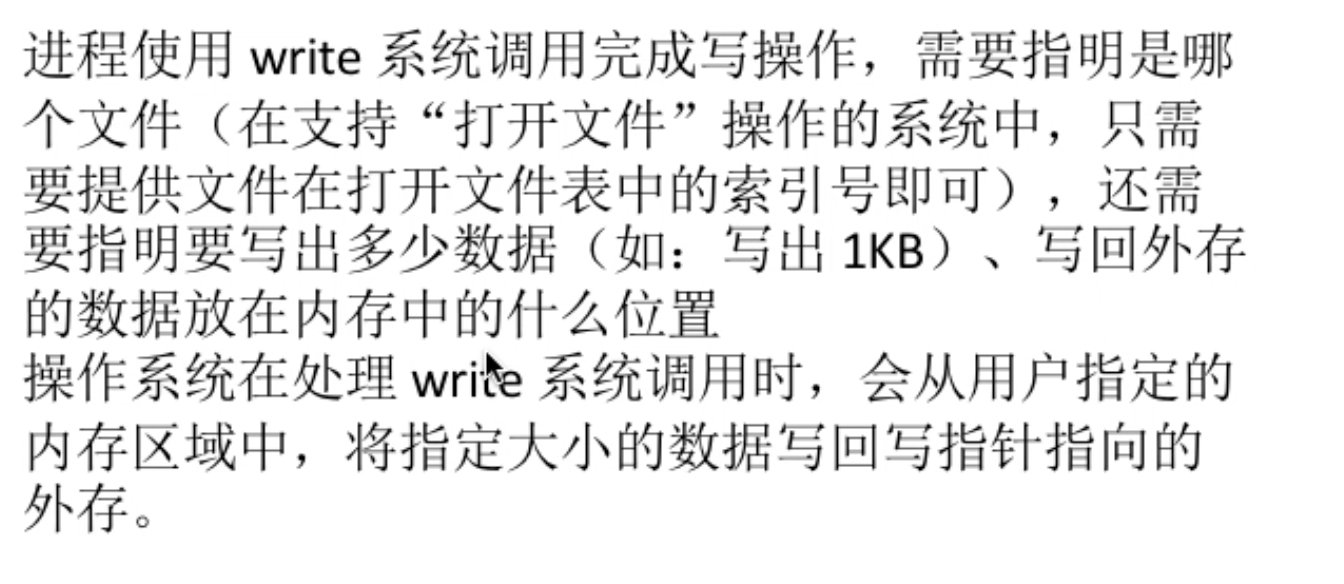 进程使用 write 系统调用完成写操作，需要指明是哪
个文件（在支持“打开文件”操作的系统中，只需
要提供文件在打开文件表中的索引号即可），还需
要指明要写出多少数据（如：写出 1KB）、写回外存
的数据放在内存中的什么位置
操作系统在处理 write 系统调用时，会从用户指定的
内存区域中，将指定大小的数据写回写指针指向的
外存。